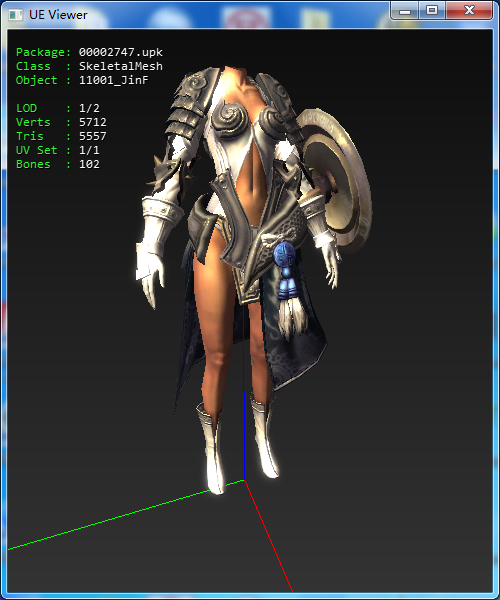 UE Viewer
Package: 00002747.upk
Class : SkeletalMesh
Object : 11001_JinF
LOD : 1/2
Verts : 5712
Tris : 5557
UV Set : 1/1
Bones : 102